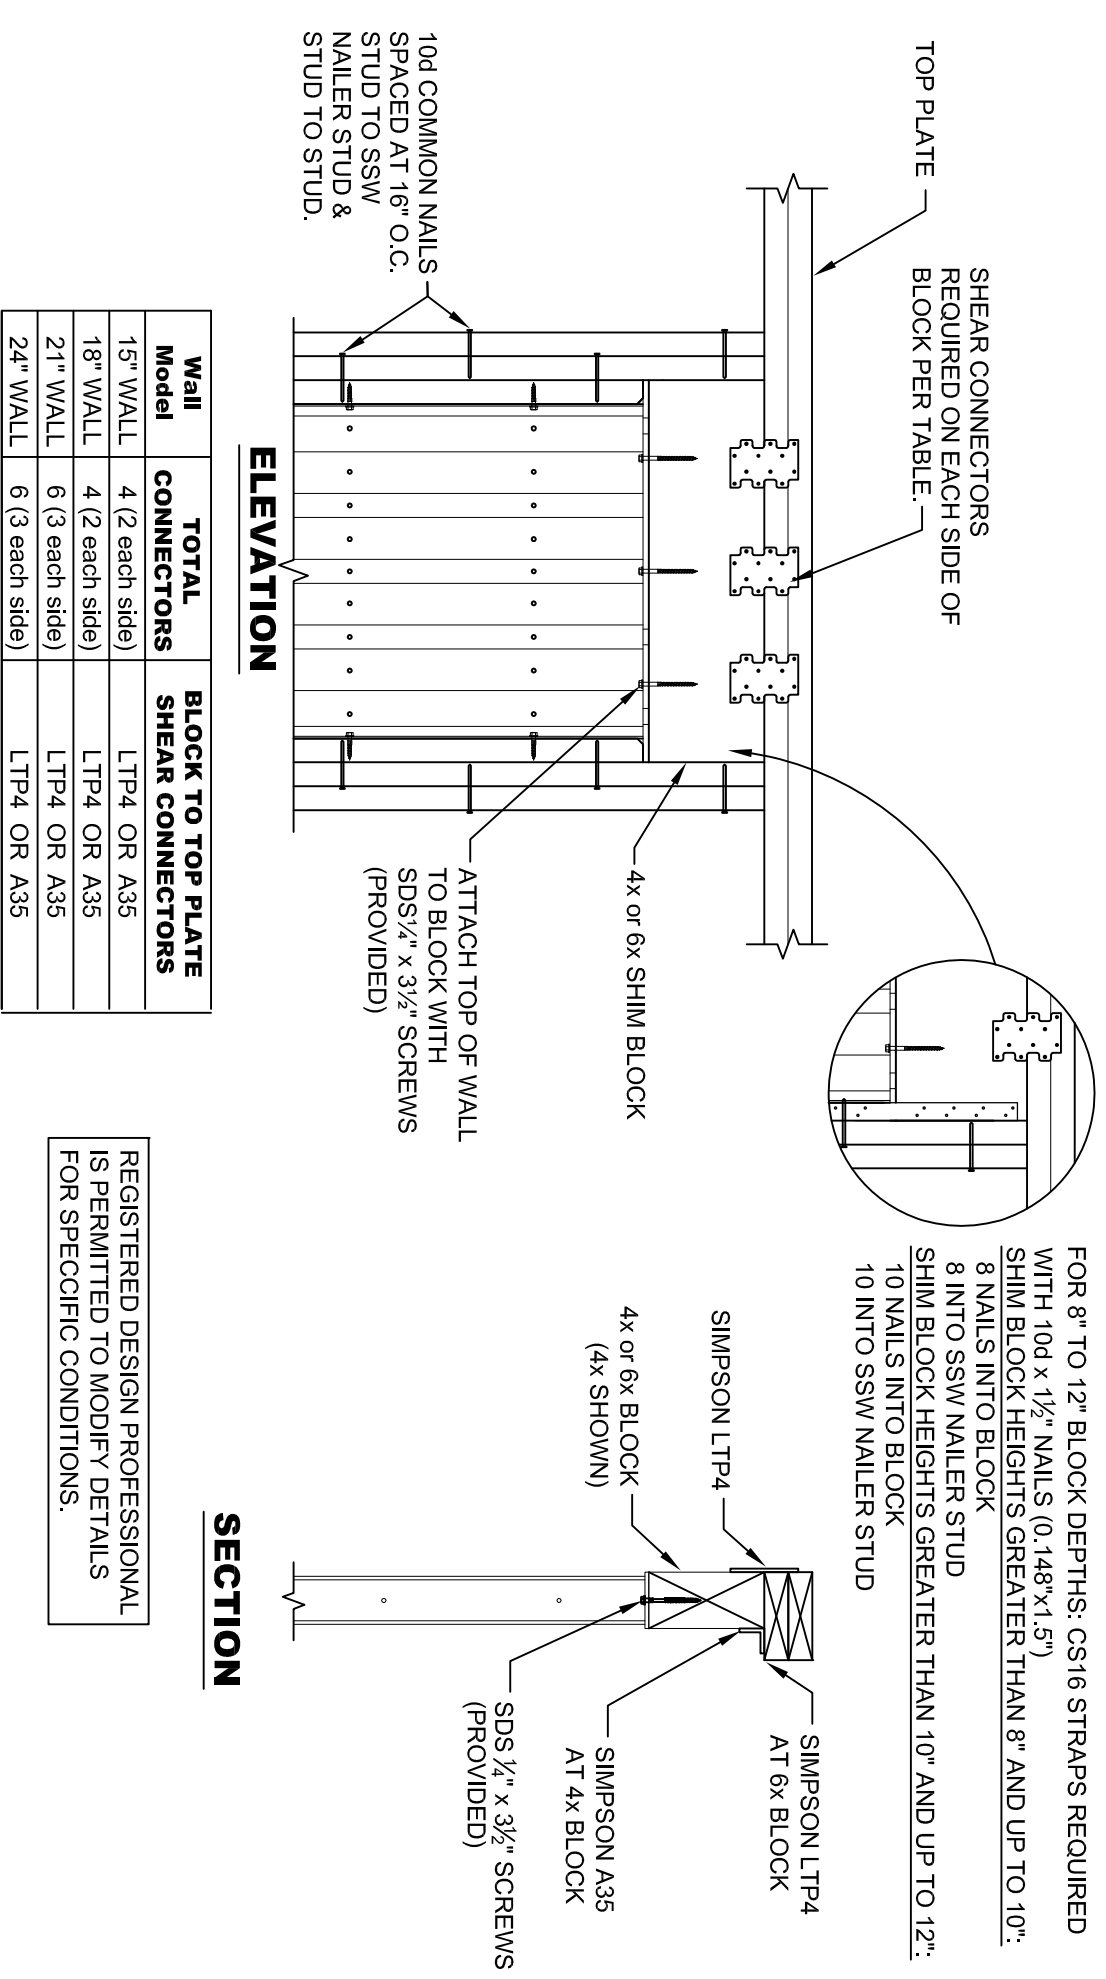 TOP PLATE
SHEAR CONNECTORS
REQUIRED ON EACH SIDE OF
BLOCK PER TABLE.
10d COMMON NAILS
SPACED AT 16" O.C.
STUD TO SSW
NAILER STUD &
STUD TO STUD.
4x or 6x SHIM BLOCK
ATTACH TOP OF WALL
TO BLOCK WITH
SDS¼" x 3½" SCREWS
(PROVIDED)
ELEVATION
FOR 8" TO 12" BLOCK DEPTHS: CS16 STRAPS REQUIRED
WITH 10d x 1½" NAILS (0.148"x1.5")
SHIM BLOCK HEIGHTS GREATER THAN 8" AND UP TO 10":
8 NAILS INTO BLOCK
8 INTO SSW NAILER STUD
SHIM BLOCK HEIGHTS GREATER THAN 10" AND UP TO 12":
10 NAILS INTO BLOCK
10 INTO SSW NAILER STUD
SIMPSON LTP4
4x or 6x BLOCK
(4x SHOWN)
SIMPSON LTP4
AT 6x BLOCK
SIMPSON A35
AT 4x BLOCK
SDS ¼" x 3½" SCREWS
(PROVIDED)
SECTION
Wall Model TOTAL CONNECTORS BLOCK TO TOP PLATE SHEAR CONNECTORS
15" WALL 4 (2 each side) LTP4 OR A35
18" WALL 4 (2 each side) LTP4 OR A35
21" WALL 6 (3 each side) LTP4 OR A35
24" WALL 6 (3 each side) LTP4 OR A35
REGISTERED DESIGN PROFESSIONAL
IS PERMITTED TO MODIFY DETAILS
FOR SPECCIFIC CONDITIONS.